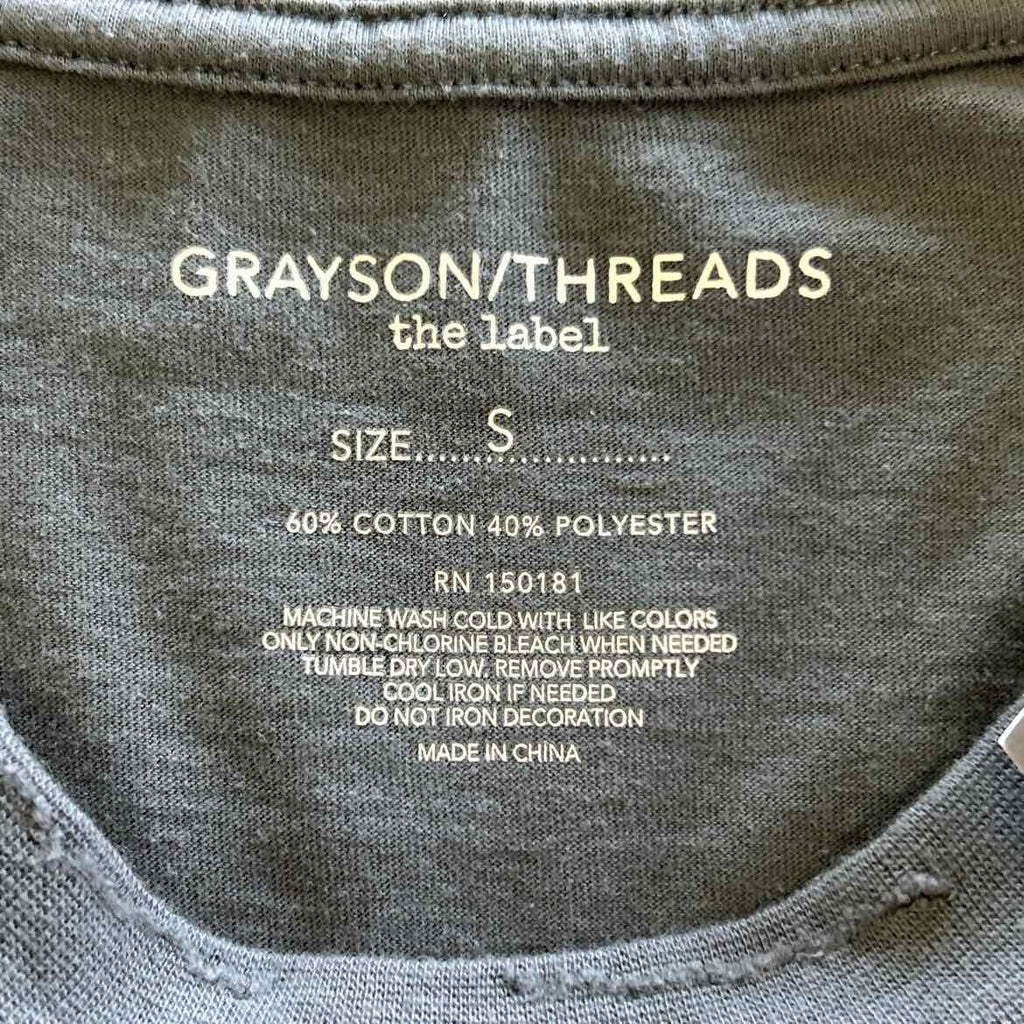 GRAYSON/THREADS
the label
SIZE......S......................
60% COTTON 40% POLYESTER
RN 150181
MACHINE WASH COLD WITH LIKE COLORS
ONLY NON-CHLORINE BLEACH WHEN NEEDED
TUMBLE DRY LOW, REMOVE PROMPTLY
COOL IRON IF NEEDED
DO NOT IRON DECORATION
MADE IN CHINA